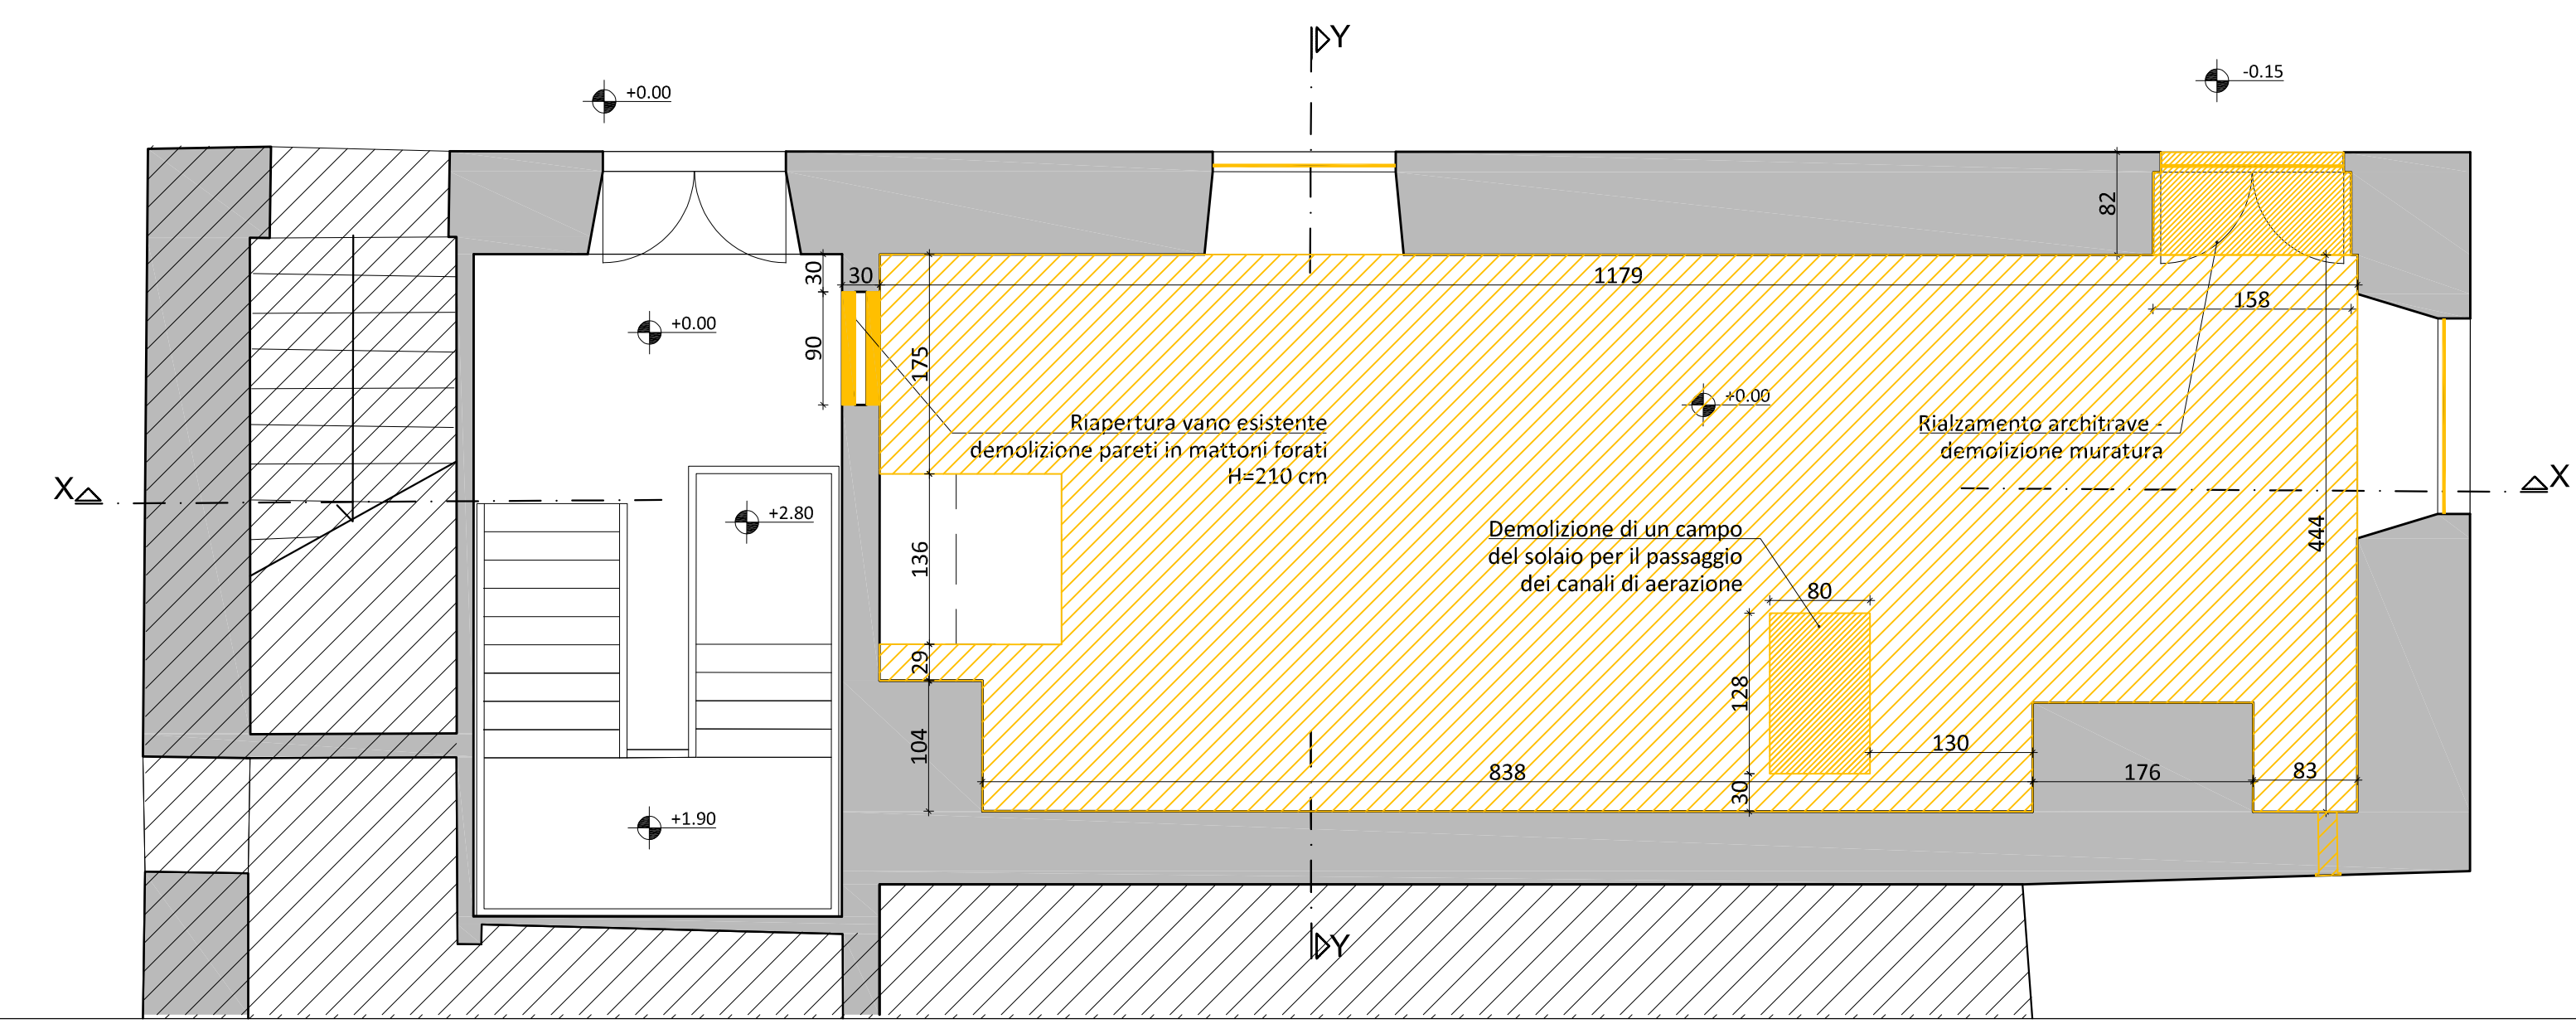 Y
-0.15
+0.00
82
30
30
1179
158
+0.00
90
175
+0.00
Riapertura vano esistente
demolizione pareti in mattoni forati
H=210 cm
Rialzamento architrave -
demolizione muratura
X
X
+2.80
136
Demolizione di un campo
del solaio per il passaggio
dei canali di aerazione
444
80
29
128
104
130
838
30
176
83
+1.90
Y